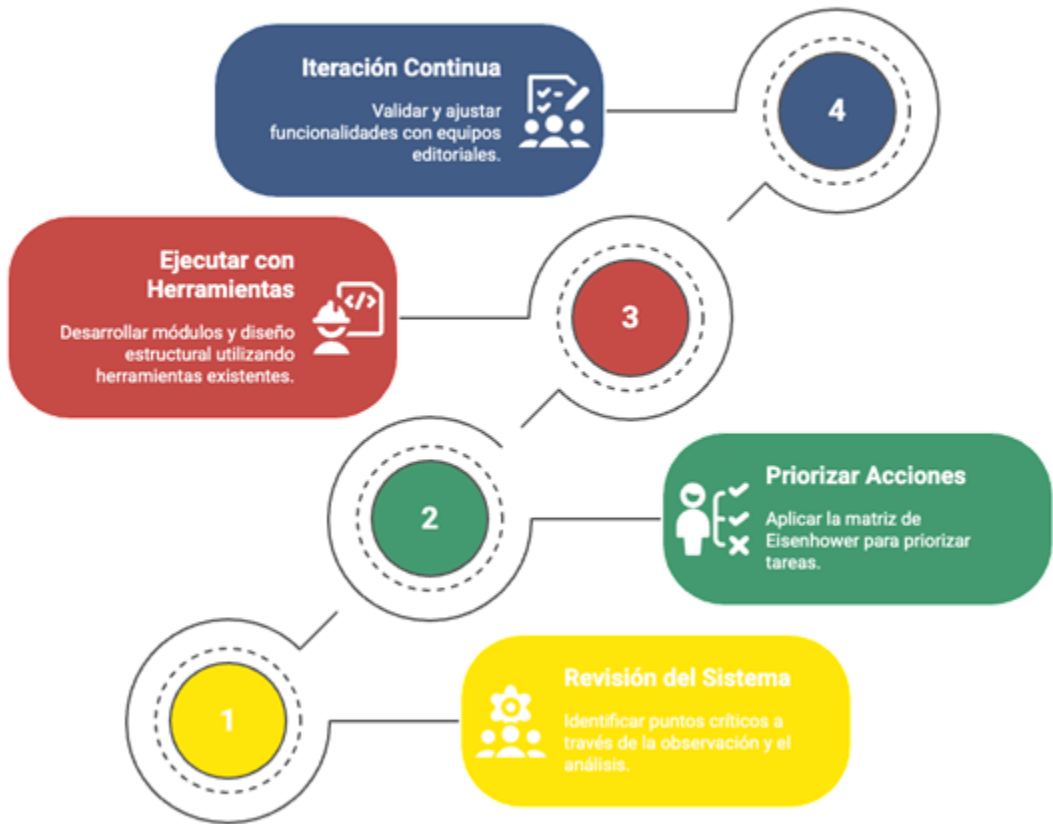 Iteración Continua
Validar y ajustar
funcionalidades con equipos
editoriales.
4
Ejecutar con
Herramientas
Desarrollar módulos y diseño
estructural utilizando
herramientas existentes.
3
2
Priorizar Acciones
Aplicar la matriz de
Eisenhower para priorizar
tareas.
1
Revisión del Sistema
Identificar puntos críticos a
través de la observación y el
análisis.